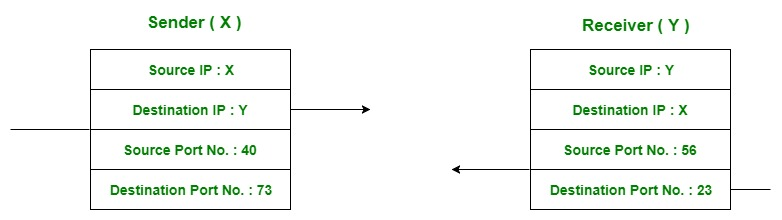 Sender ( X )
Source IP : X
Destination IP : Y
Source Port No. : 40
Destination Port No. : 73
Receiver ( Y )
Source IP : Y
Destination IP : X
Source Port No. : 56
Destination Port No. : 23